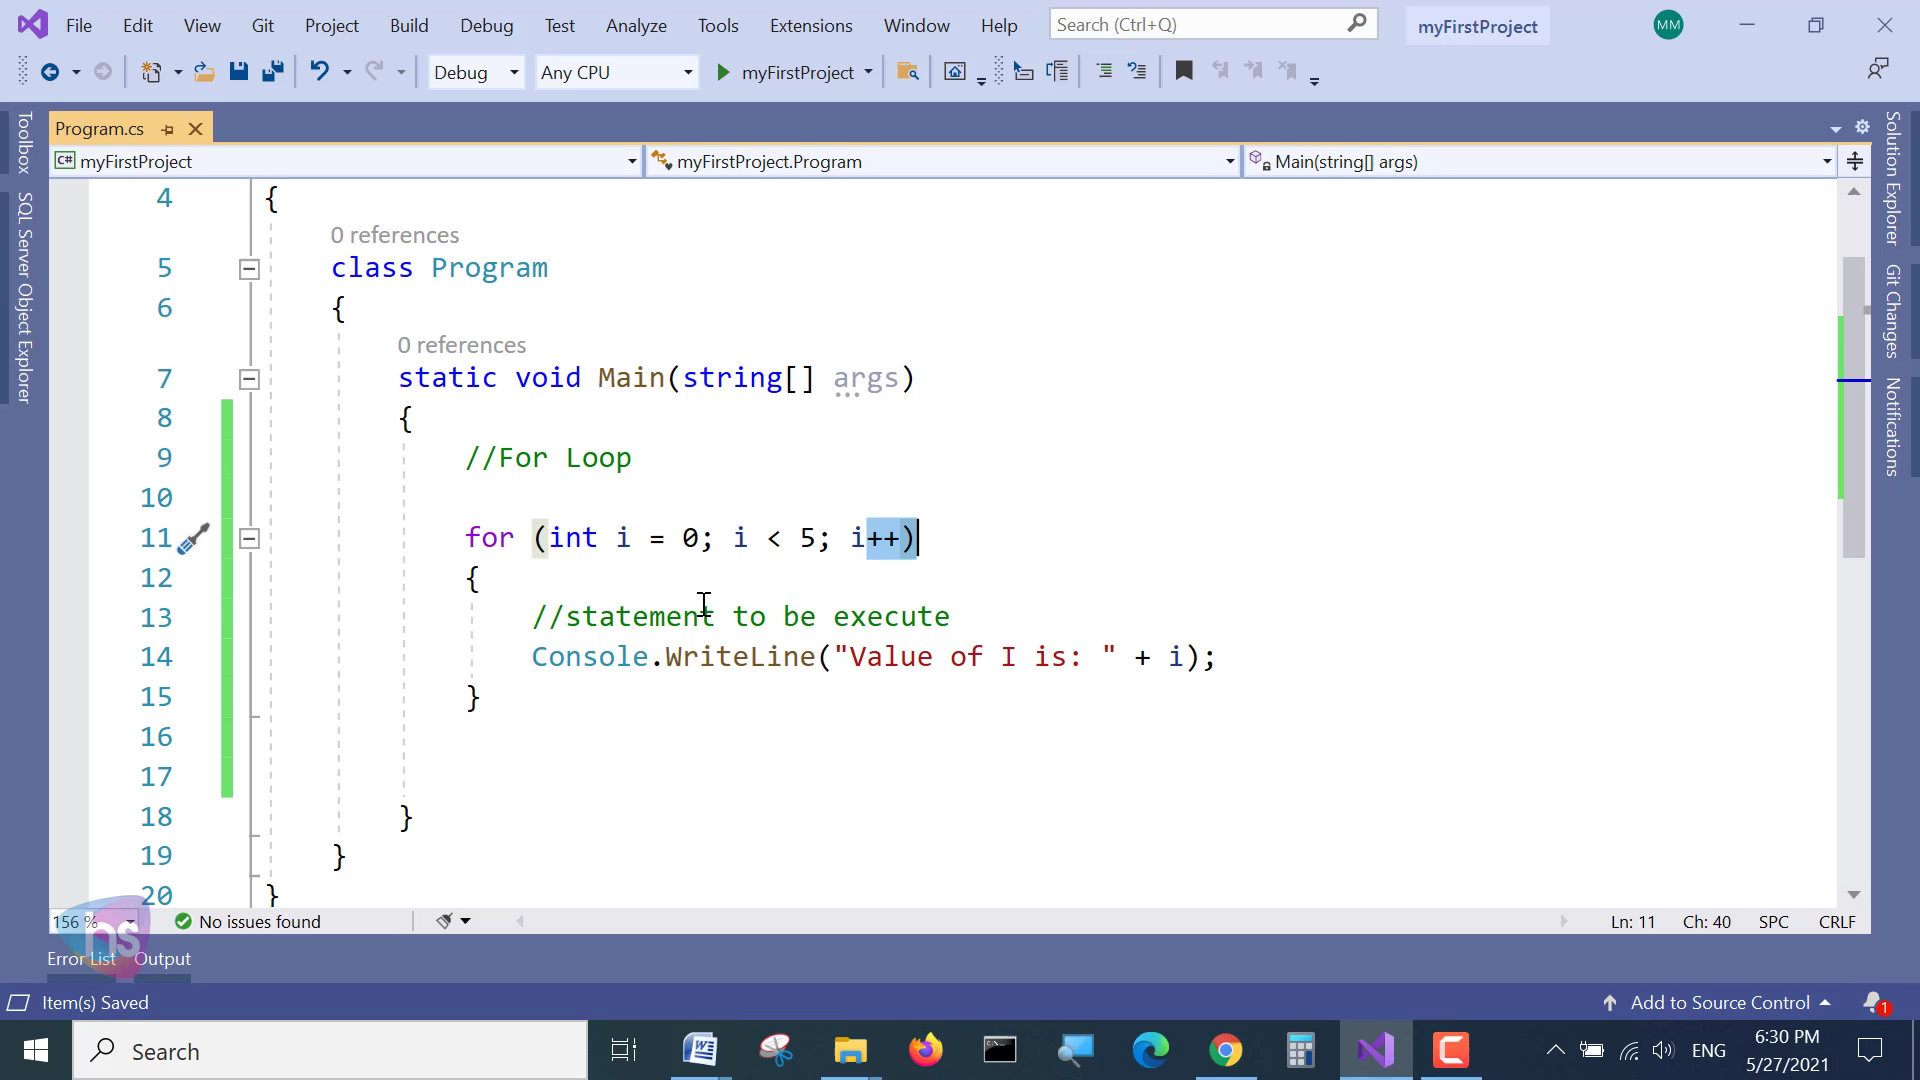 File Edit View Git Project Build Debug Test Analyze Tools Extensions Window Help Search (Ctrl+Q) myFirstProject MM
Debug Any CPU myFirstProject
Toolbox
SQL Server Object Explorer
Program.cs
C# myFirstProject myFirstProject.Program Main(string[] args)
4 {
0 references
5 class Program
6 {
0 references
7 static void Main(string[] args)
8 {
9 //For Loop
10
11 for (int i = 0; i < 5; i++)
12 {
13 //statement to be execute
14 Console.WriteLine("Value of I is: " + i);
15 }
16
17
18 }
19 }
20 }
Solution Explorer
Git Changes
Notifications
156 % No issues found Ln: 11 Ch: 40 SPC CRLF
ns
Error List Output
Item(s) Saved Add to Source Control 1
Search ENG 6:30 PM
5/27/2021